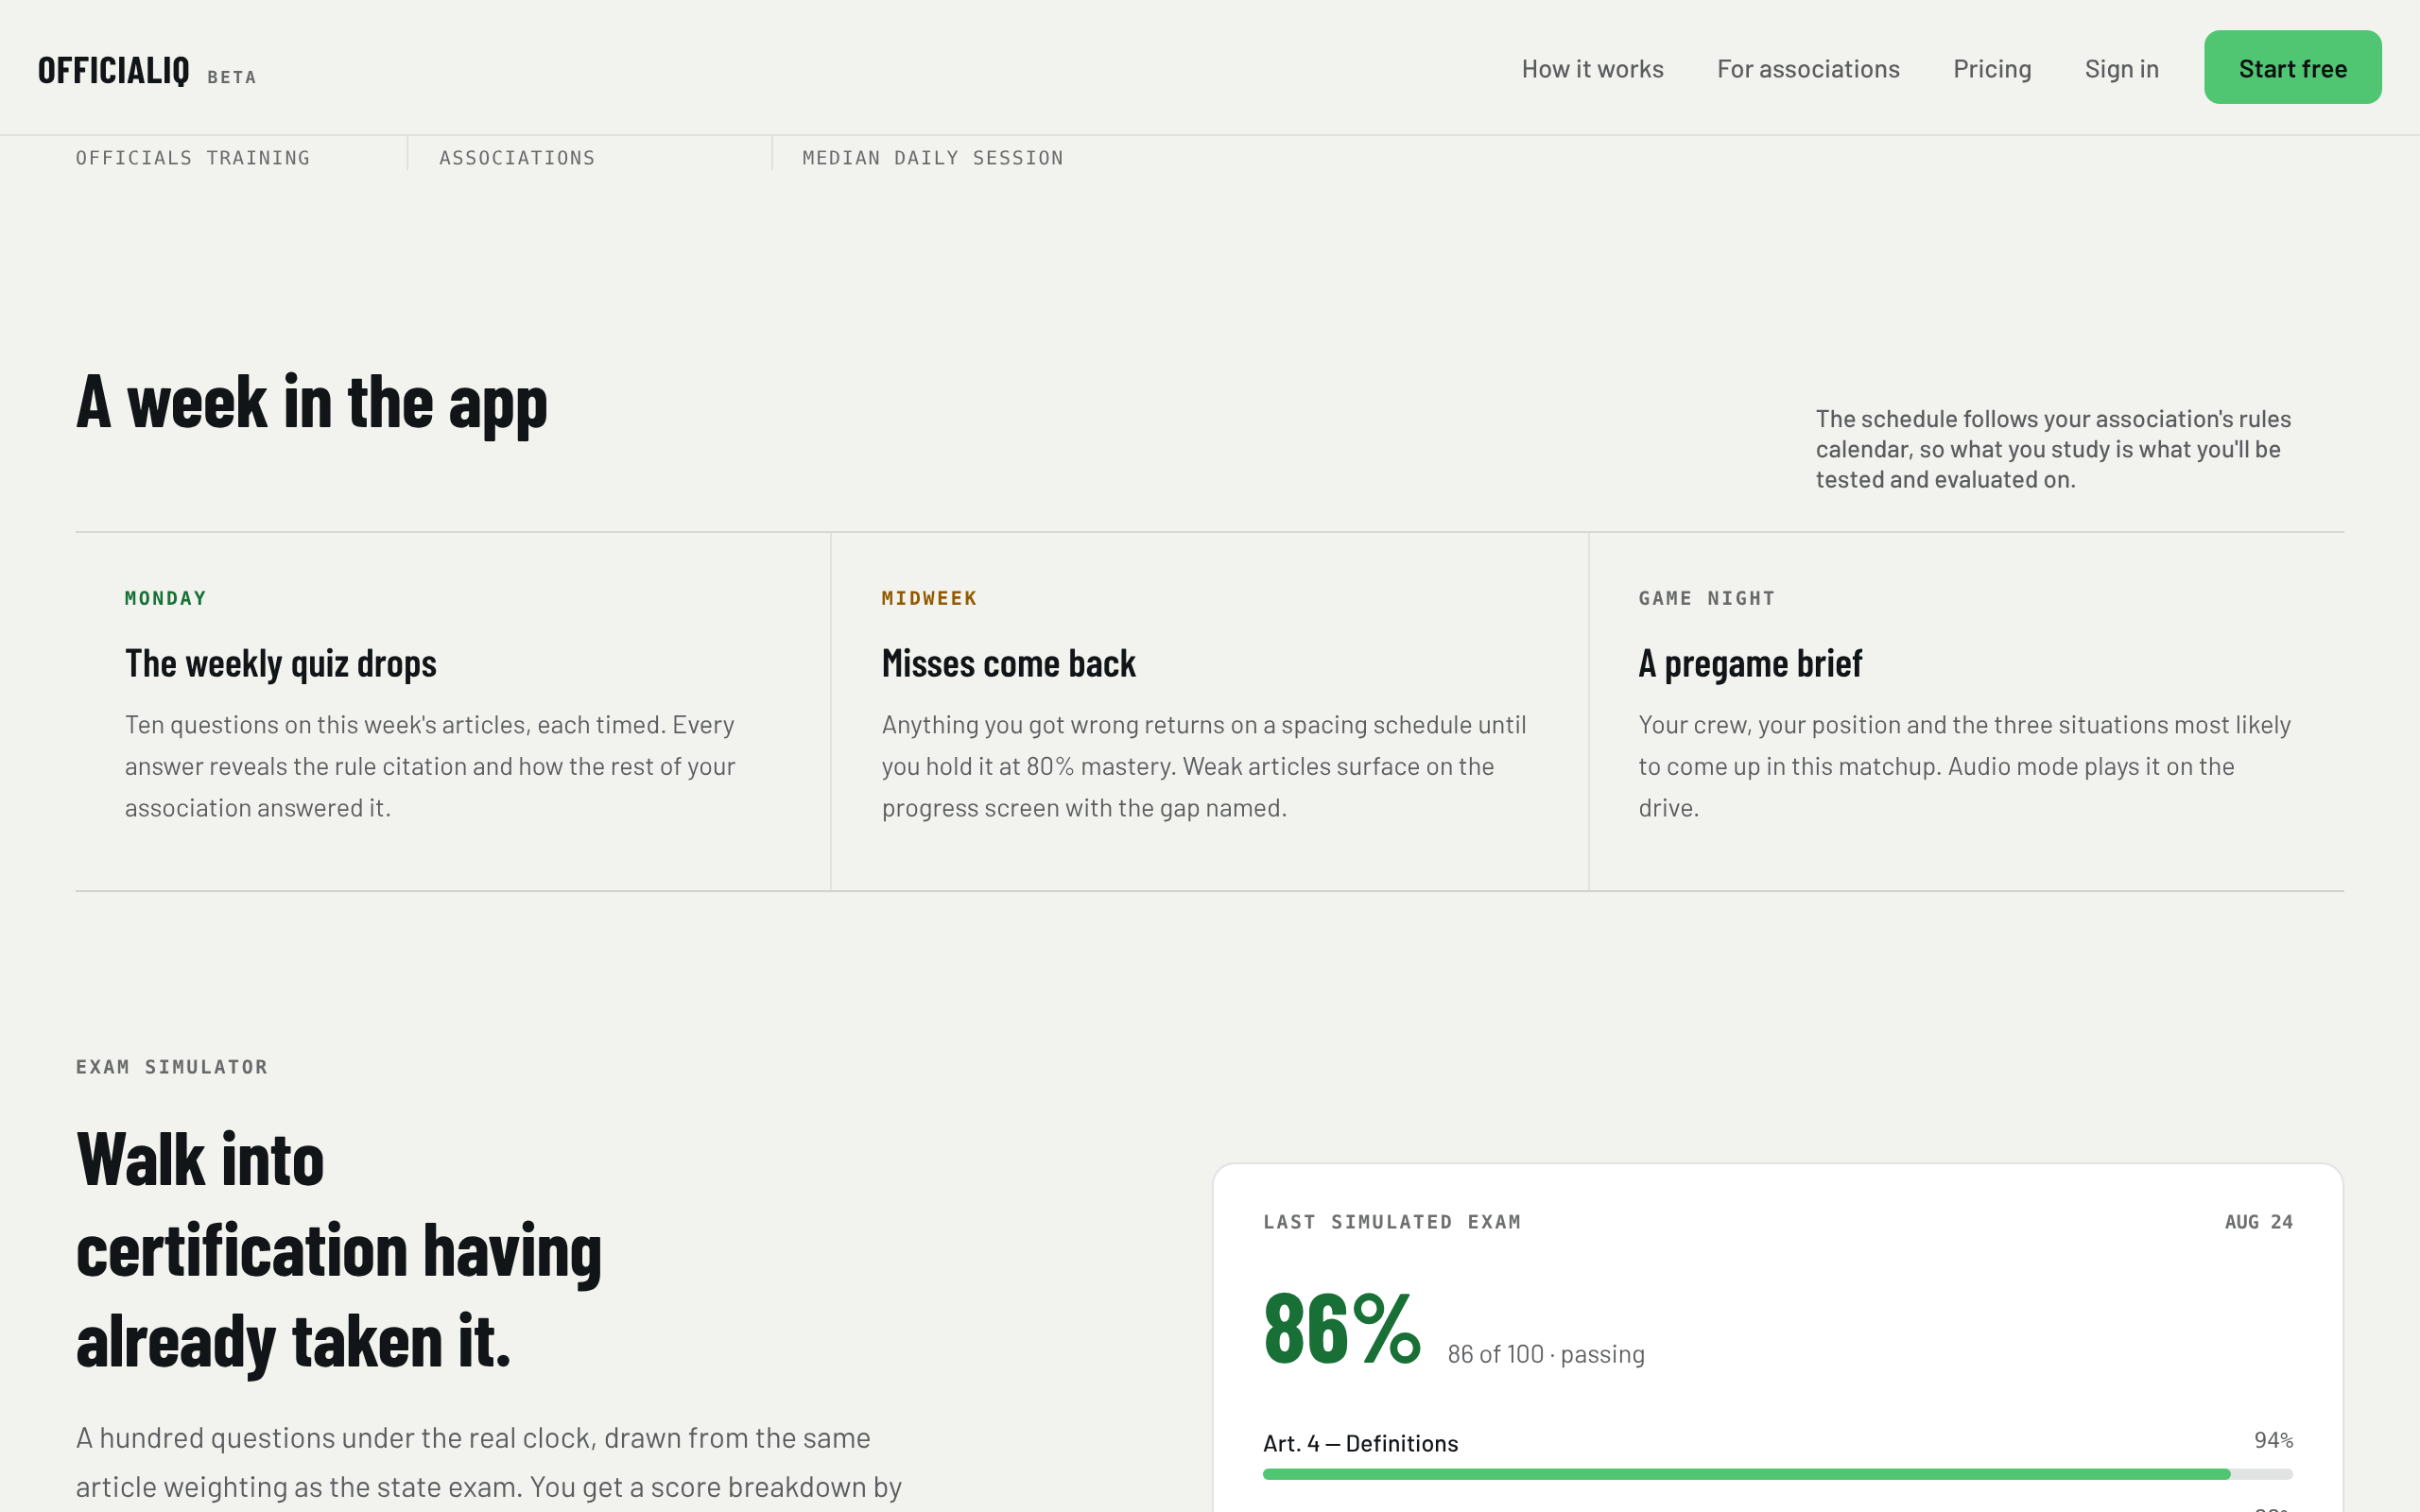 OFFICIALIQ BETA
How it works
For associations
Pricing
Sign in
Start free
OFFICIALS TRAINING
ASSOCIATIONS
MEDIAN DAILY SESSION
A week in the app
The schedule follows your association's rules
calendar, so what you study is what you'll be
tested and evaluated on.
MONDAY
The weekly quiz drops
Ten questions on this week's articles, each timed. Every
answer reveals the rule citation and how the rest of your
association answered it.
MIDWEEK
Misses come back
Anything you got wrong returns on a spacing schedule until
you hold it at 80% mastery. Weak articles surface on the
progress screen with the gap named.
GAME NIGHT
A pregame brief
Your crew, your position and the three situations most likely
to come up in this matchup. Audio mode plays it on the
drive.
EXAM SIMULATOR
Walk into
certification having
already taken it.
A hundred questions under the real clock, drawn from the same
article weighting as the state exam. You get a score breakdown by
LAST SIMULATED EXAM
AUG 24
86%
86 of 100 · passing
Art. 4 — Definitions
94%